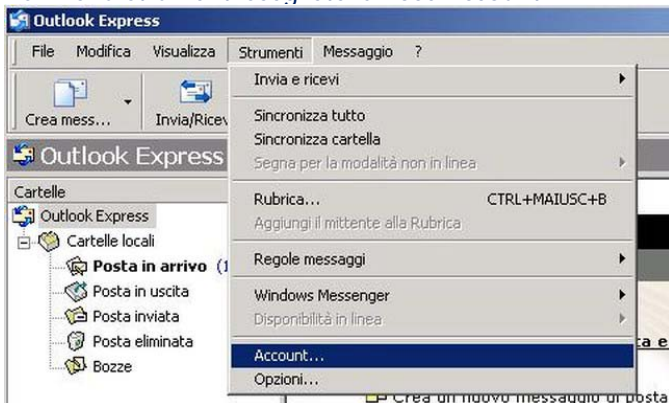 Outlook Express
File Modifica Visualizza Strumenti Messaggio ?
Crea mess... Invia/Ricev
Invia e ricevi
Sincronizza tutto
Sincronizza cartella
Segna per la modalità non in linea
Rubrica... CTRL+MAIUSC+B
Aggiungi il mittente alla Rubrica
Regole messaggi
Windows Messenger
Disponibilità in linea
Account...
Opzioni...
Outlook Express
Cartelle
Outlook Express
Cartelle locali
Posta in arrivo (1
Posta in uscita
Posta inviata
Posta eliminata
Bozze
ta e
Crea un nuovo messaggio di posta